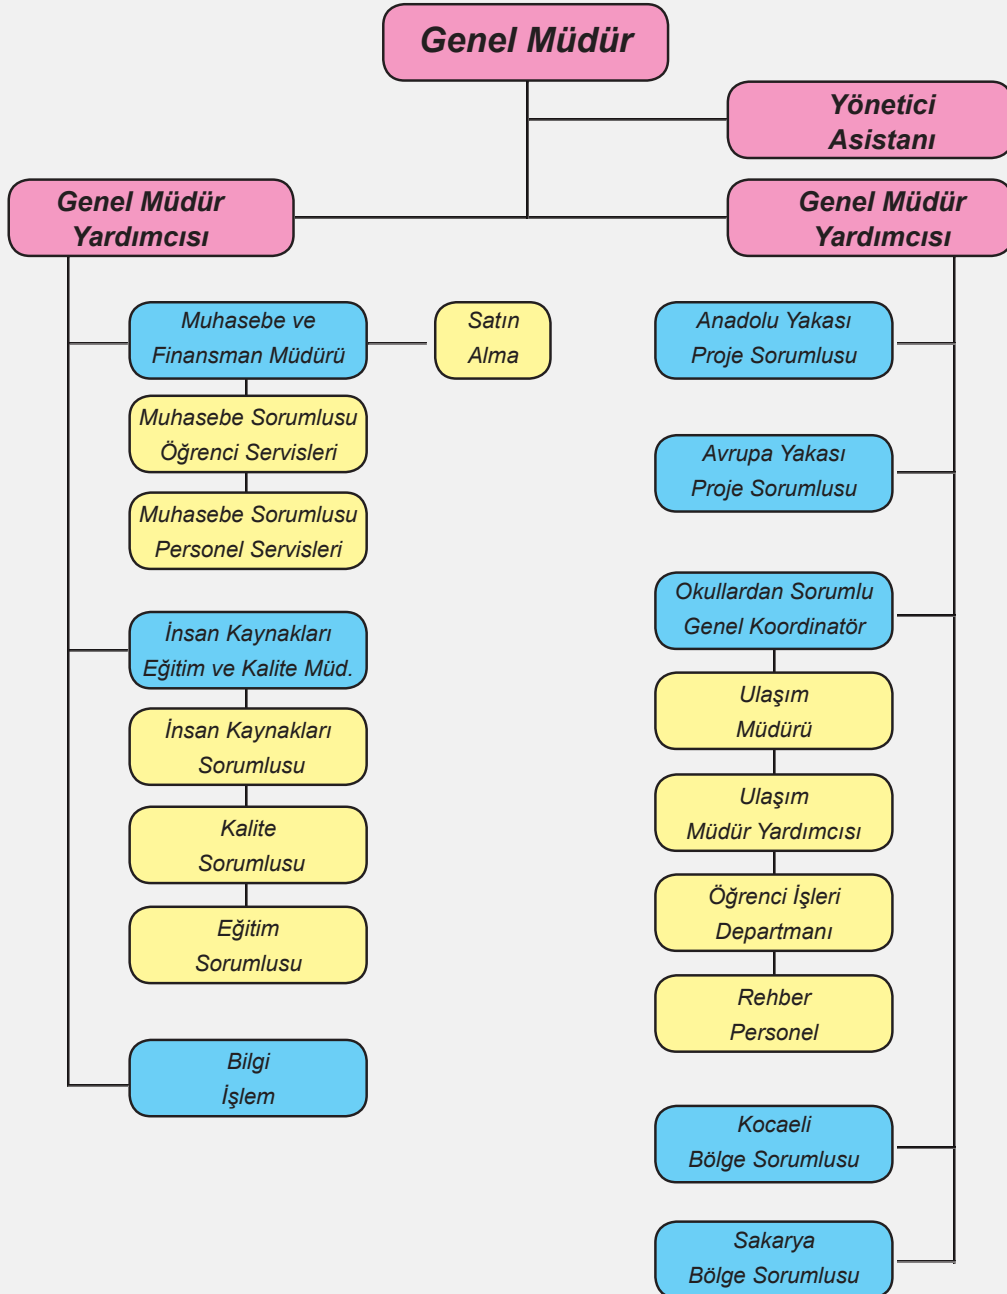 Genel Müdür
Yönetici
Asistanı
Genel Müdür
Yardımcısı
Genel Müdür
Yardımcısı
Muhasebe ve
Finansman Müdürü
Satın
Alma
Muhasebe Sorumlusu
Öğrenci Servisleri
Muhasebe Sorumlusu
Personel Servisleri
İnsan Kaynakları
Eğitim ve Kalite Müd.
İnsan Kaynakları
Sorumlusu
Kalite
Sorumlusu
Eğitim
Sorumlusu
Bilgi
İşlem
Anadolu Yakası
Proje Sorumlusu
Avrupa Yakası
Proje Sorumlusu
Okullardan Sorumlu
Genel Koordinatör
Ulaşım
Müdürü
Ulaşım
Müdür Yardımcısı
Öğrenci İşleri
Departmanı
Rehber
Personel
Kocaeli
Bölge Sorumlusu
Sakarya
Bölge Sorumlusu